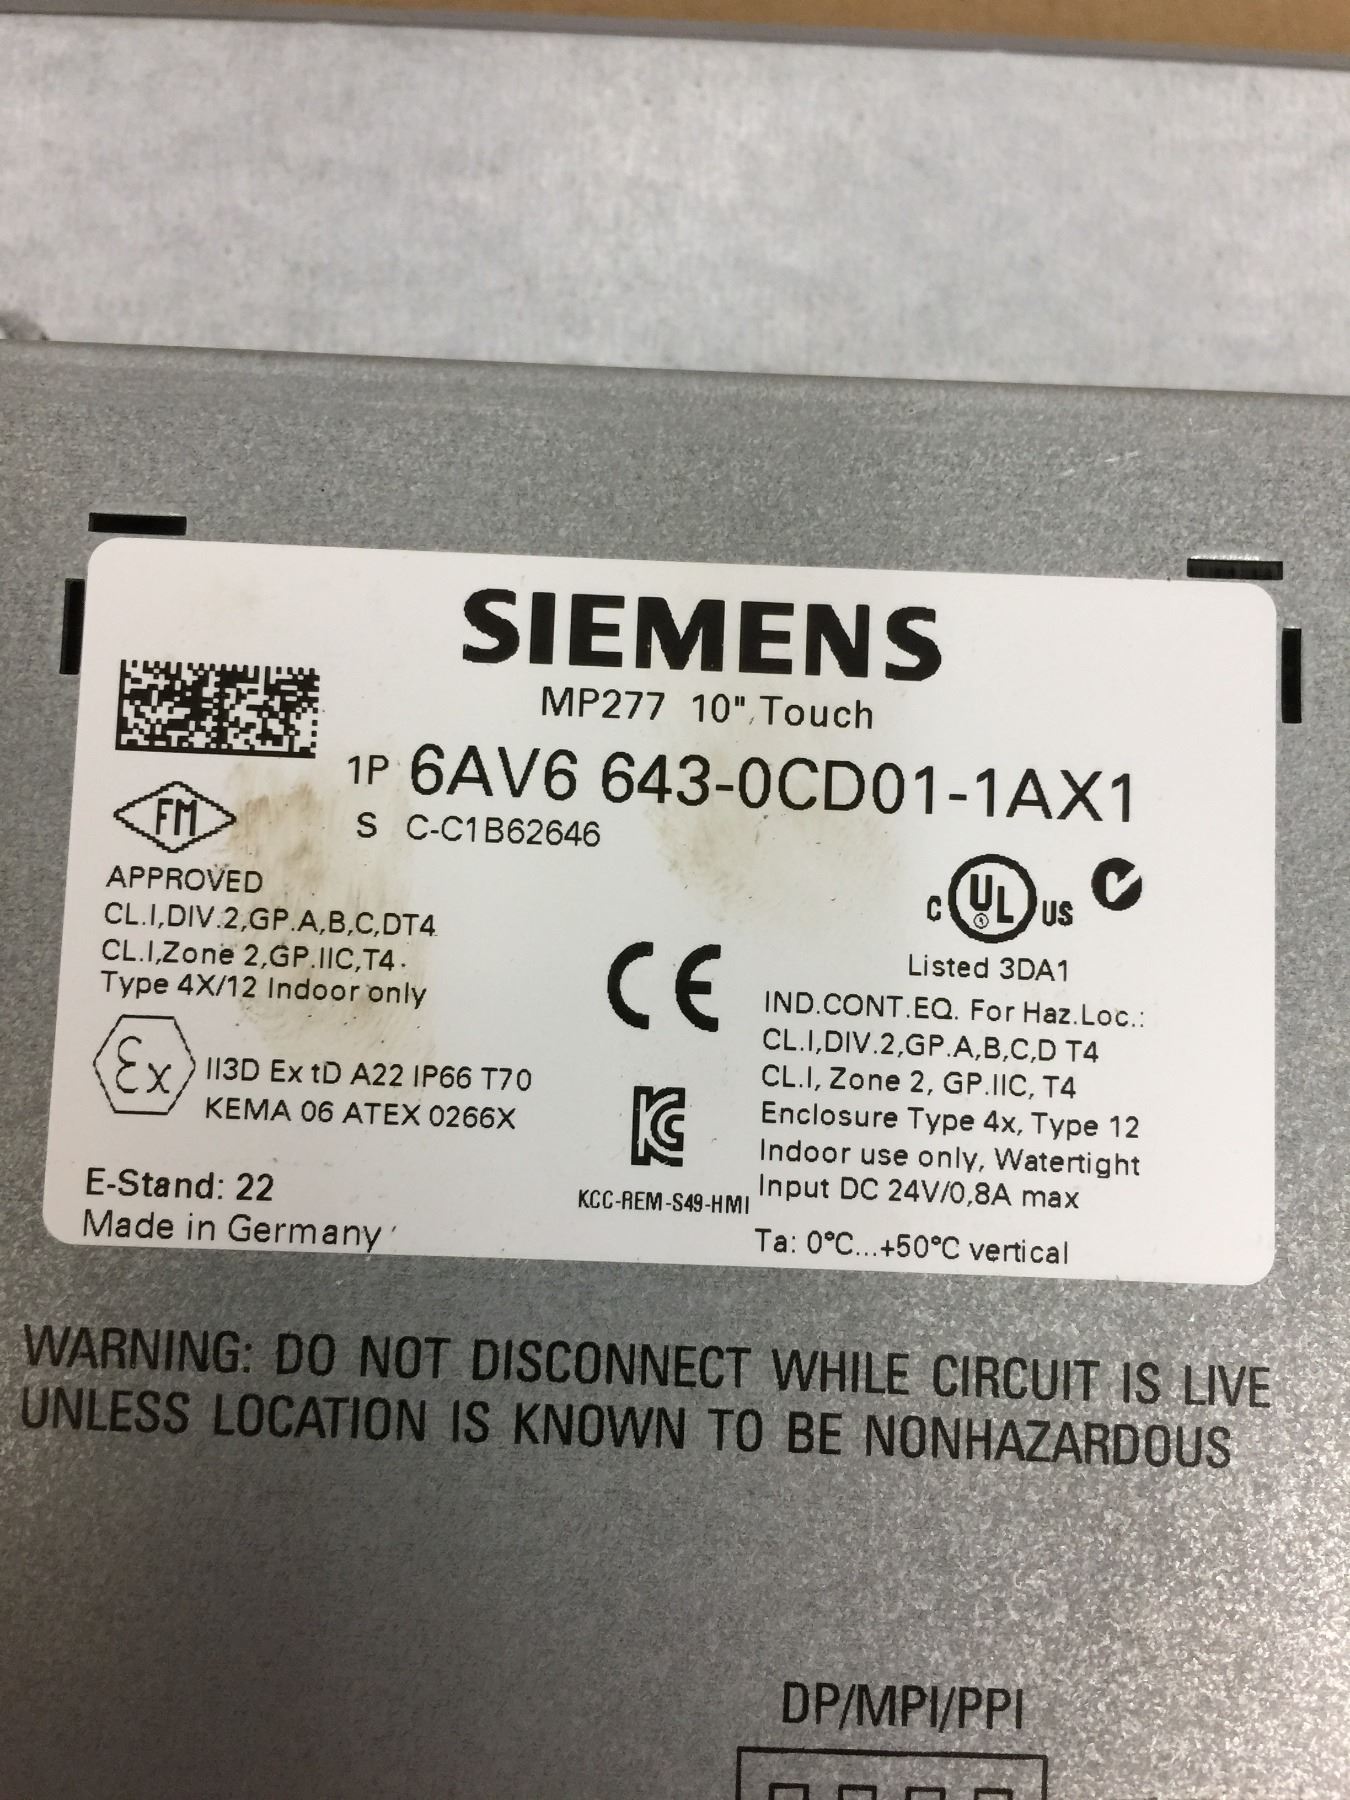 SIEMENS
MP277 10" Touch
1P 6AV6 643-0CD01-1AX1
S C-C1B62646
FM
APPROVED
CL.I,DIV.2,GP.A,B,C,DT4
CL.I,Zone 2,GP.IIC,T4
Type 4X/12 Indoor only
Ex II3D Ex tD A22 IP66 T70
KEMA 06 ATEX 0266X
E-Stand: 22
Made in Germany
CE
KC
KCC-REM-S49-HMI
C UL US
Listed 3DA1
IND.CONT.EQ. For Haz.Loc.:
CL.I,DIV.2,GP.A,B,C,D T4
CL.I, Zone 2, GP.IIC, T4
Enclosure Type 4x, Type 12
Indoor use only, Watertight
Input DC 24V/0,8A max
Ta: 0°C...+50°C vertical
WARNING: DO NOT DISCONNECT WHILE CIRCUIT IS LIVE
UNLESS LOCATION IS KNOWN TO BE NONHAZARDOUS
DP/MPI/PPI